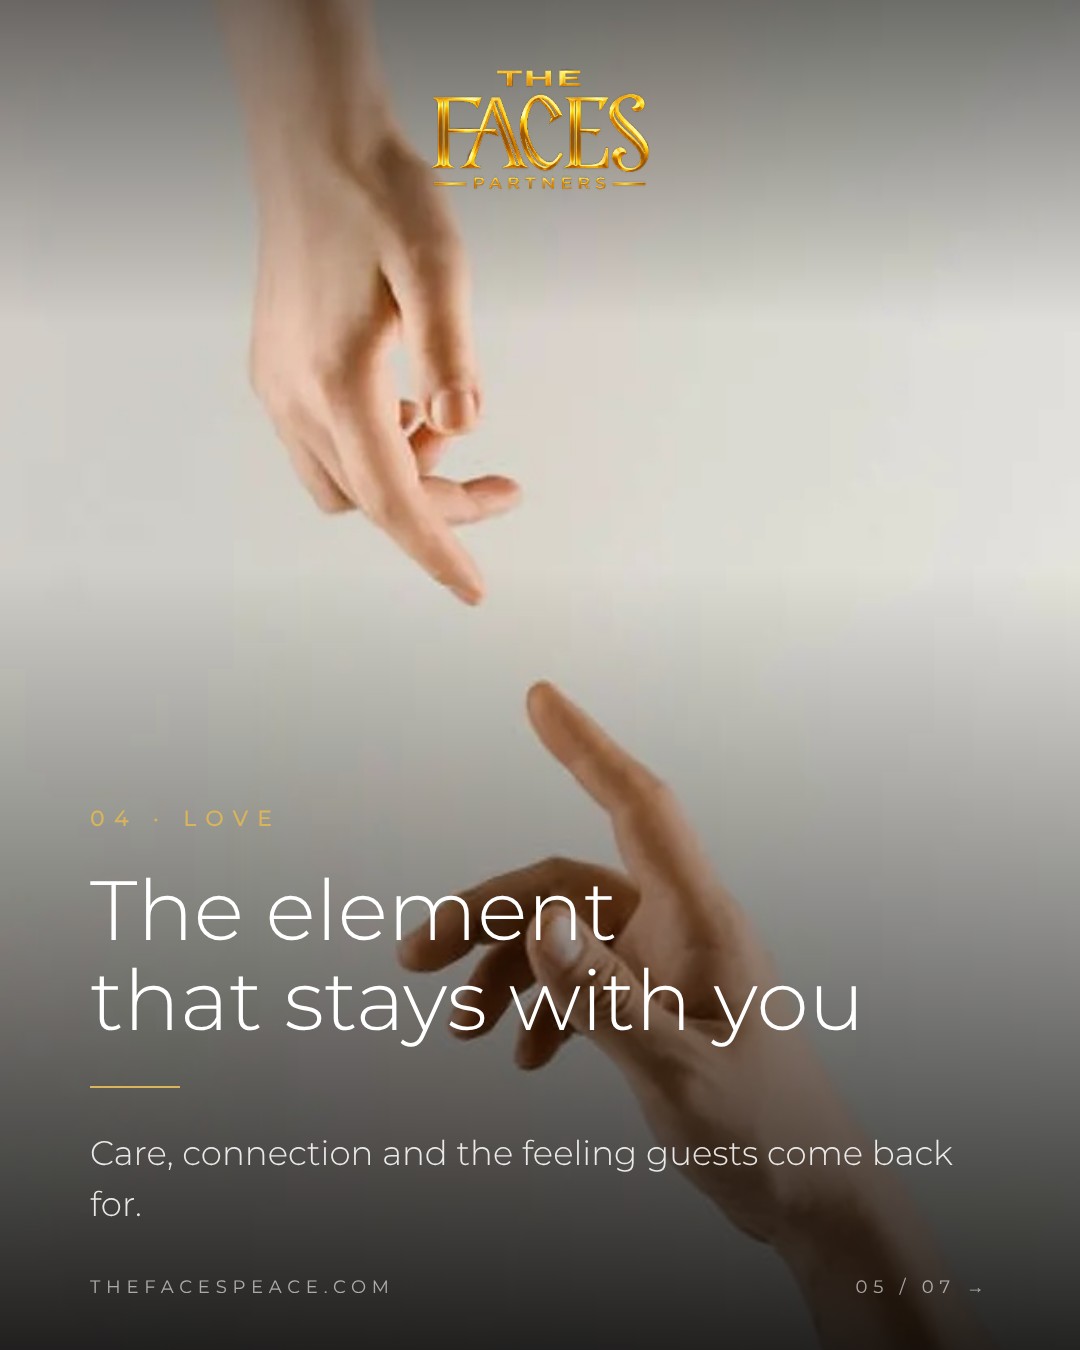 THE
FACES
PARTNERS
04 · LOVE
The element
that stays with you
Care, connection and the feeling guests come back
for.
THEFACESPEACE.COM
05 / 07 →